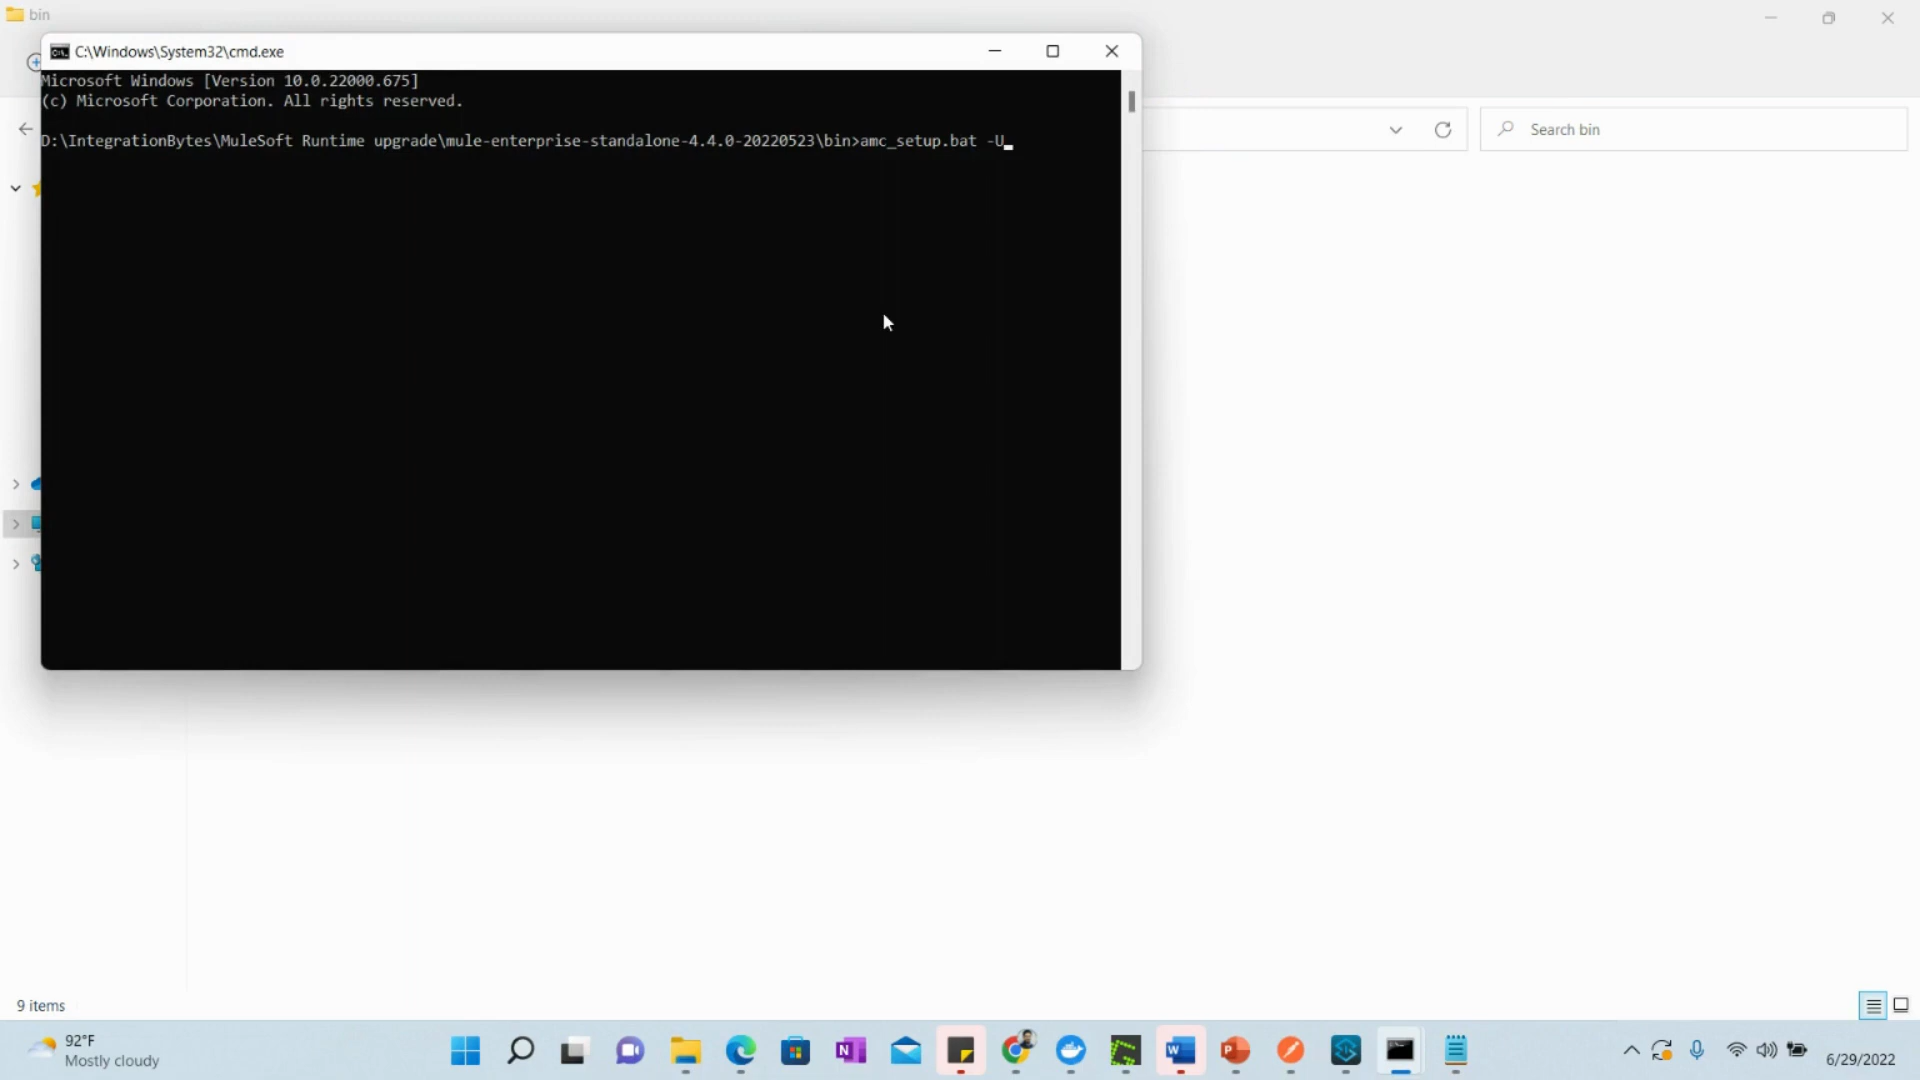 bin
C:\Windows\System32\cmd.exe
Microsoft Windows [Version 10.0.22000.675]
(c) Microsoft Corporation. All rights reserved.
D:\IntegrationBytes\MuleSoft Runtime upgrade\mule-enterprise-standalone-4.4.0-20220523\bin>amc_setup.bat -U
Search bin
9 items
92°F
Mostly cloudy
6/29/2022